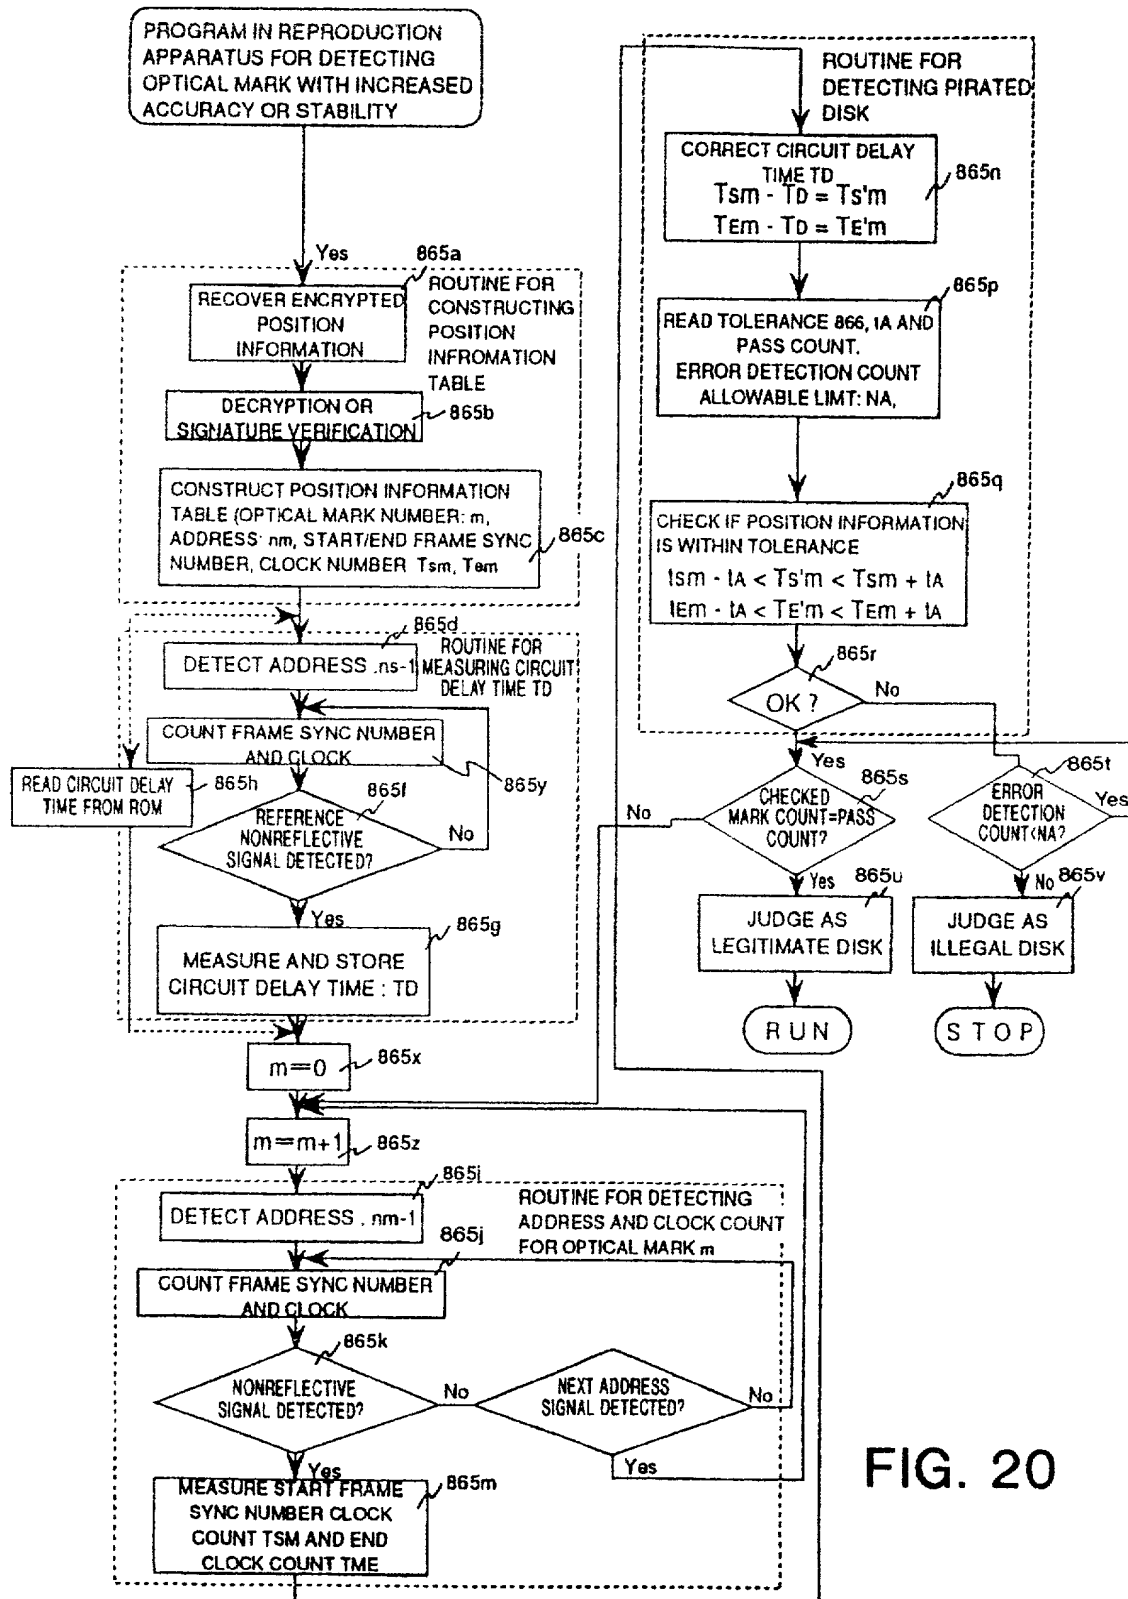 PROGRAM IN REPRODUCTION
APPARATUS FOR DETECTING
OPTICAL MARK WITH INCREASED
ACCURACY OR STABILITY
Yes
865a
RECOVER ENCRYPTED
POSITION
INFORMATION
ROUTINE FOR
CONSTRUCTING
POSITION
INFROMATION
TABLE
DECRYPTION OR
SIGNATURE VERIFICATION
865b
CONSTRUCT POSITION INFORMATION
TABLE (OPTICAL MARK NUMBER: m,
ADDRESS: nm, START/END FRAME SYNC
NUMBER, CLOCK NUMBER Tsm, Tem
865c
865d
DETECT ADDRESS .ns-1
ROUTINE FOR
MEASURING CIRCUIT
DELAY TIME TD
COUNT FRAME SYNC NUMBER
AND CLOCK
865y
READ CIRCUIT DELAY
TIME FROM ROM
865h
865f
REFERENCE
NONREFLECTIVE
SIGNAL DETECTED?
No
Yes
865g
MEASURE AND STORE
CIRCUIT DELAY TIME : TD
m=0
865x
m=m+1
865z
865i
DETECT ADDRESS . nm-1
ROUTINE FOR DETECTING
ADDRESS AND CLOCK COUNT
FOR OPTICAL MARK m
865j
COUNT FRAME SYNC NUMBER
AND CLOCK
865k
NONREFLECTIVE
SIGNAL DETECTED?
No
NEXT ADDRESS
SIGNAL DETECTED?
No
Yes
Yes
865m
MEASURE START FRAME
SYNC NUMBER CLOCK
COUNT TSM AND END
CLOCK COUNT TME
ROUTINE FOR
DETECTING PIRATED
DISK
CORRECT CIRCUIT DELAY
TIME TD
Tsm - TD = Ts'm
TEm - TD = TE'm
865n
865p
READ TOLERANCE 866, tA AND
PASS COUNT.
ERROR DETECTION COUNT
ALLOWABLE LIMT: NA,
865q
CHECK IF POSITION INFORMATION
IS WITHIN TOLERANCE
tsm - tA < Ts'm < Tsm + tA
tEm - tA < TE'm < TEm + tA
865r
OK ?
No
Yes
865s
CHECKED
MARK COUNT=PASS
COUNT?
No
865t
ERROR
DETECTION
COUNT<NA?
Yes
Yes
865u
No
865v
JUDGE AS
LEGITIMATE DISK
JUDGE AS
ILLEGAL DISK
RUN
STOP
FIG. 20